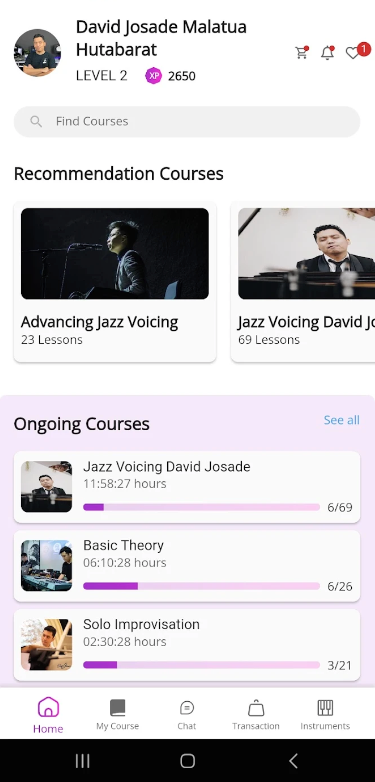 David Josade Malatua
Hutabarat
LEVEL 2 XP 2650
1
Find Courses
Recommendation Courses
Advancing Jazz Voicing
23 Lessons
Jazz Voicing David Jo
69 Lessons
Ongoing Courses
See all
Jazz Voicing David Josade
11:58:27 hours
6/69
Basic Theory
06:10:28 hours
6/26
Solo Improvisation
02:30:28 hours
3/21
Home
My Course
Chat
Transaction
Instruments